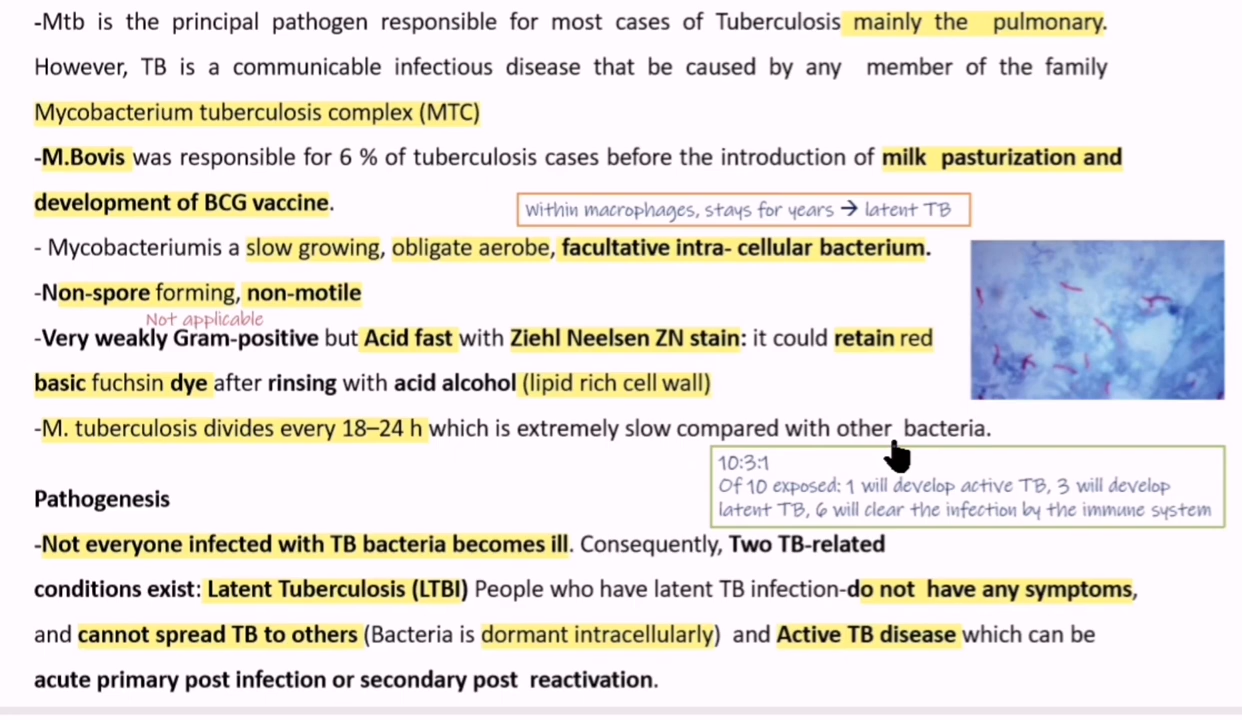 -Mtb is the principal pathogen responsible for most cases of Tuberculosis mainly the pulmonary.
However, TB is a communicable infectious disease that be caused by any member of the family
Mycobacterium tuberculosis complex (MTC)
-M.Bovis was responsible for 6 % of tuberculosis cases before the introduction of milk pasturization and
development of BCG vaccine.
Within macrophages, stays for years → latent TB
- Mycobacteriumis a slow growing, obligate aerobe, facultative intra- cellular bacterium.
-Non-spore forming, non-motile
Not applicable
-Very weakly Gram-positive but Acid fast with Ziehl Neelsen ZN stain: it could retain red
basic fuchsin dye after rinsing with acid alcohol (lipid rich cell wall)
-M. tuberculosis divides every 18–24 h which is extremely slow compared with other bacteria.
10:3:1
Of 10 exposed: 1 will develop active TB, 3 will develop
latent TB, 6 will clear the infection by the immune system
Pathogenesis
-Not everyone infected with TB bacteria becomes ill. Consequently, Two TB-related
conditions exist: Latent Tuberculosis (LTBI) People who have latent TB infection-do not have any symptoms,
and cannot spread TB to others (Bacteria is dormant intracellularly) and Active TB disease which can be
acute primary post infection or secondary post reactivation.